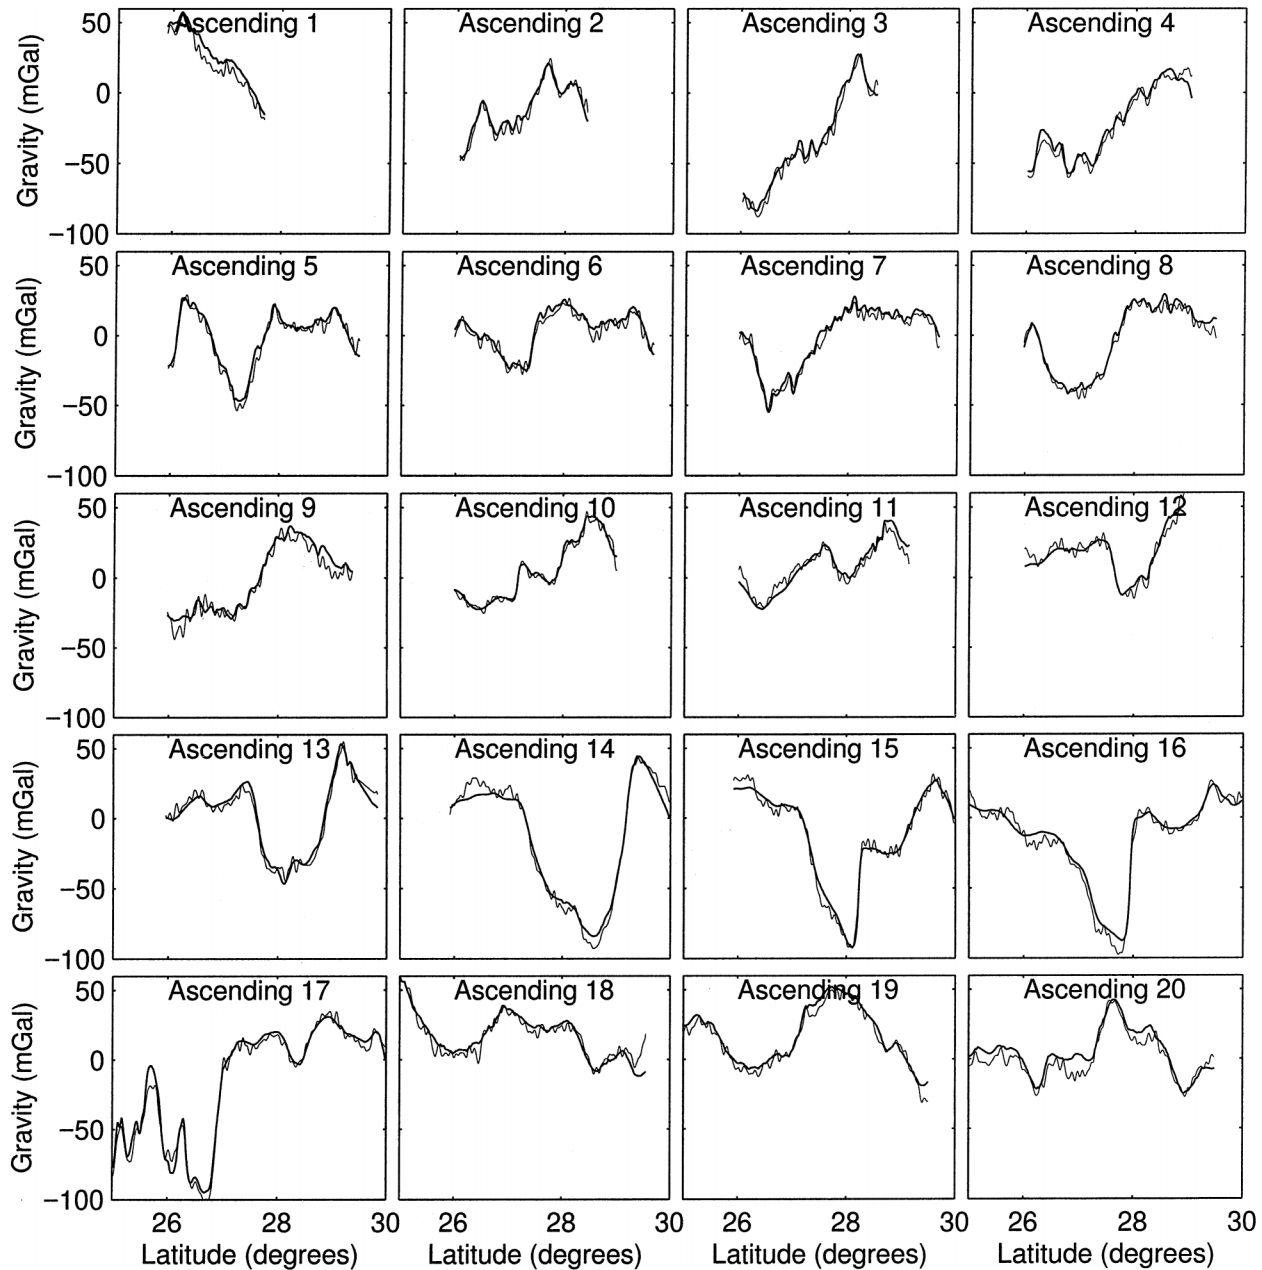 Ascending 1 Ascending 2 Ascending 3 Ascending 4
50
0
−50
−100
Gravity (mGal)
Ascending 5 Ascending 6 Ascending 7 Ascending 8
50
0
−50
−100
Gravity (mGal)
Ascending 9 Ascending 10 Ascending 11 Ascending 12
50
0
−50
−100
Gravity (mGal)
Ascending 13 Ascending 14 Ascending 15 Ascending 16
50
0
−50
−100
Gravity (mGal)
Ascending 17 Ascending 18 Ascending 19 Ascending 20
50
0
−50
−100
Gravity (mGal)
26 28 30 26 28 26 28 26 28 30
Latitude (degrees) Latitude (degrees) Latitude (degrees) Latitude (degrees)